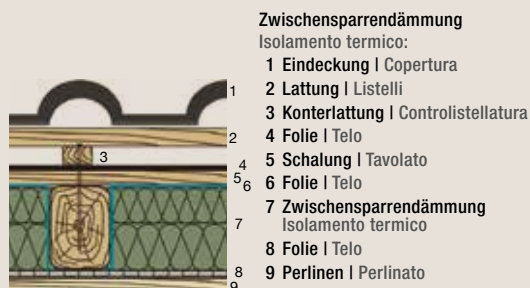 Zwischensparrendämmung
Isolamento termico:
1 Eindeckung | Copertura
2 Lattung | Listelli
3 Konterlattung | Controlistellatura
4 Folie | Telo
5 Schalung | Tavolato
6 Folie | Telo
7 Zwischensparrendämmung
Isolamento termico
8 Folie | Telo
9 Perlinen | Perlinato
1
2
3
4
5
6
7
8
9